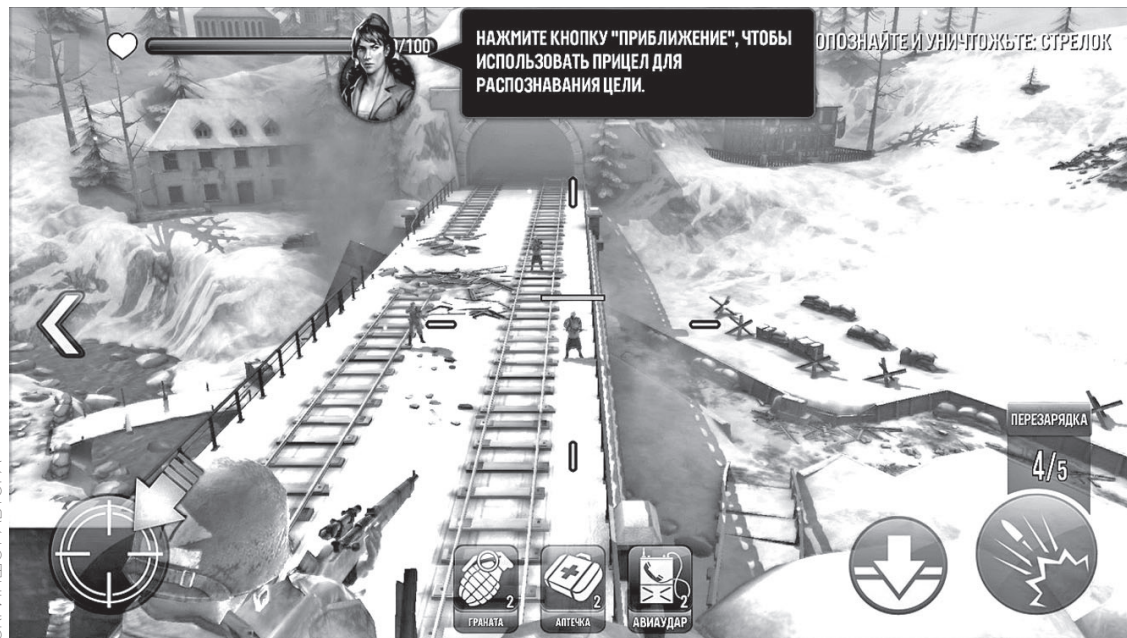 НАЖМИТЕ КНОПКУ "ПРИБЛИЖЕНИЕ", ЧТОБЫ
ИСПОЛЬЗОВАТЬ ПРИЦЕЛ ДЛЯ
РАСПОЗНАВАНИЯ ЦЕЛИ.
/100
ОПОЗНАЙТЕ И УНИЧТОЖЬТЕ: СТРЕЛОК
ПЕРЕЗАРЯДКА
4/5
2
2
2
ГРАНАТА
АПТЕЧКА
АВИАУДАР